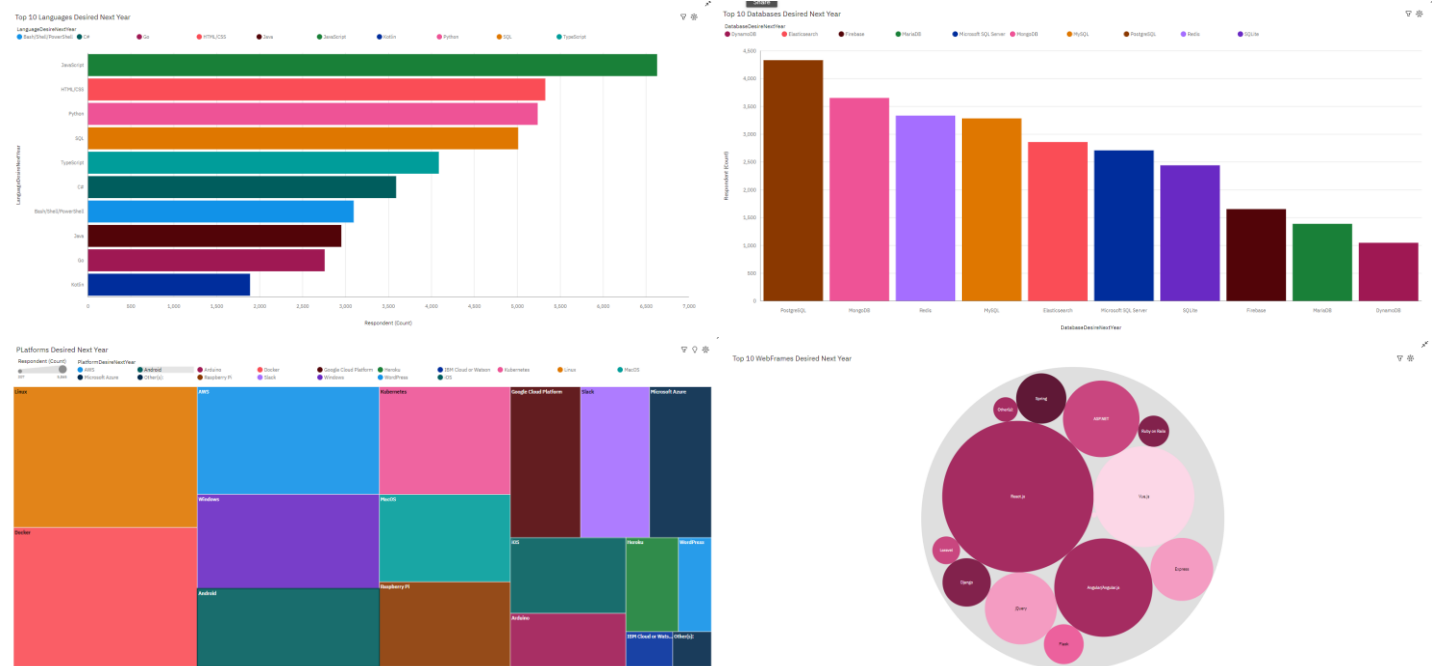 Share
Top 10 Languages Desired Next Year
LanguageDesireNextYear
Bash/Shell/PowerShell C# Go HTML/CSS Java JavaScript Kotlin Python SQL TypeScript
LanguageDesireNextYear
JavaScript
HTML/CSS
Python
SQL
TypeScript
C#
Bash/Shell/PowerShell
Java
Go
Kotlin
0 500 1,000 1,500 2,000 2,500 3,000 3,500 4,000 4,500 5,000 5,500 6,000 6,500 7,000
Respondent (Count)
Top 10 Databases Desired Next Year
DatabaseDesireNextYear
DynamoDB Elasticsearch Firebase MariaDB Microsoft SQL Server MongoDB MySQL PostgreSQL Redis SQLite
Respondent (Count)
4,500
4,000
3,500
3,000
2,500
2,000
1,500
1,000
500
0
PostgreSQL MongoDB Redis MySQL Elasticsearch Microsoft SQL Server SQLite Firebase MariaDB DynamoDB
DatabaseDesireNextYear
PLatforms Desired Next Year
Respondent (Count)
PlatformDesireNextYear
AWS Android Arduino Docker Google Cloud Platform Heroku IBM Cloud or Watson Kubernetes Linux MacOS
Microsoft Azure Other(s): Raspberry Pi Slack Windows WordPress iOS
Linux
AWS
Kubernetes
Google Cloud Platform
Slack
Microsoft Azure
Windows
MacOS
Docker
iOS
Heroku
WordPress
Android
Raspberry Pi
Arduino
IBM Cloud or Wats...
Other(s):
Top 10 WebFrames Desired Next Year
Spring
Drupal
ASP.NET
Ruby on Rails
React.js
Vue.js
Laravel
Django
Angular/Angular.js
Express
jQuery
Flask